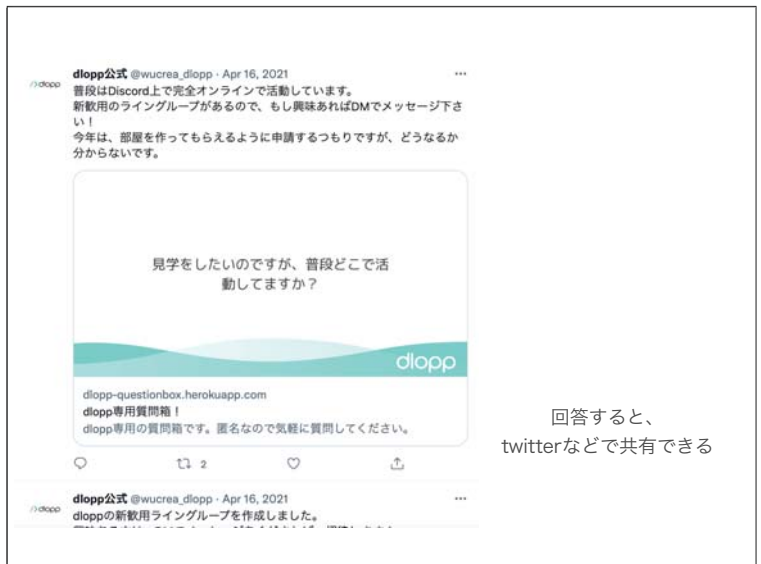 dlopp公式 @wucrea_dlopp · Apr 16, 2021
dlopp
普段はDiscord上で完全オンラインで活動しています。
新歓用のライングループがあるので、もし興味あればDMでメッセージ下さ
い！
今年は、部屋を作ってもらえるように申請するつもりですが、どうなるか
分からないです。
見学をしたいのですが、普段どこで活
動してますか？
dlopp
dlopp-questionbox.herokuapp.com
dlopp専用質問箱！
dlopp専用の質問箱です。匿名なので気軽に質問してください。
2
回答すると、
twitterなどで共有できる
dlopp公式 @wucrea_dlopp · Apr 16, 2021
dlopp
dloppの新歓用ライングループを作成しました。